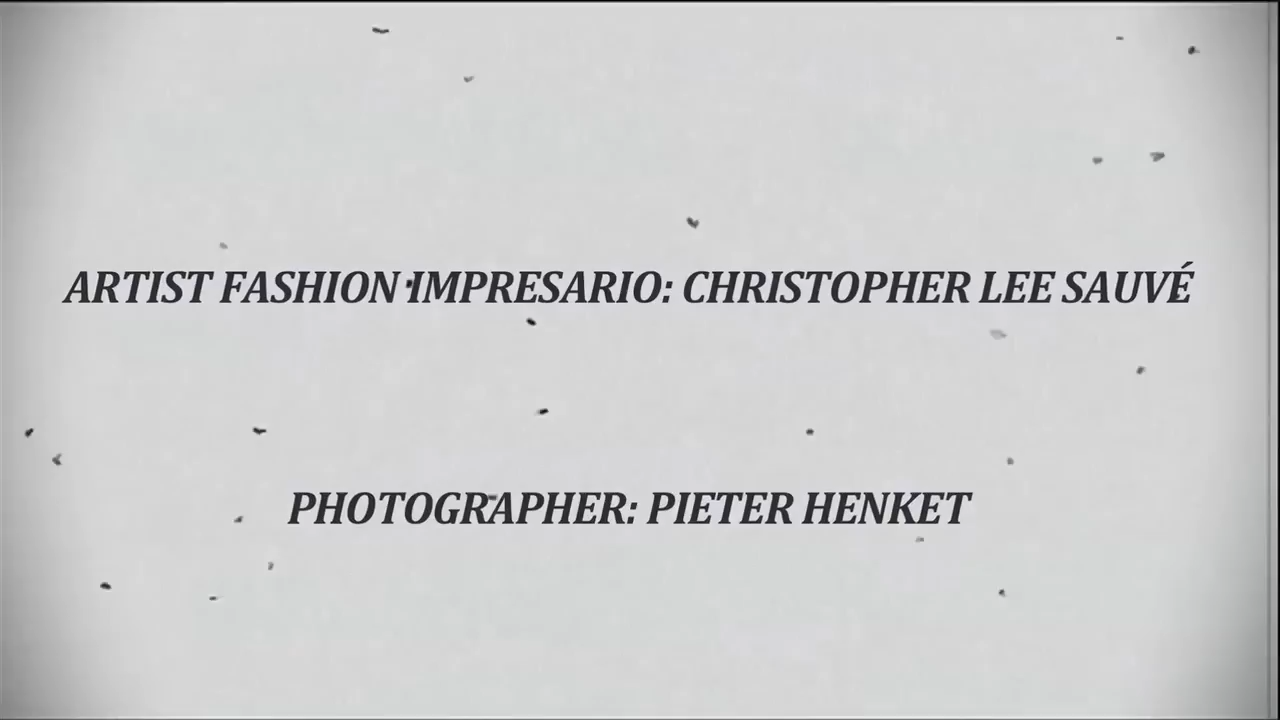 ARTIST FASHION IMPRESARIO: CHRISTOPHER LEE SAUVÉ
PHOTOGRAPHER: PIETER HENKET